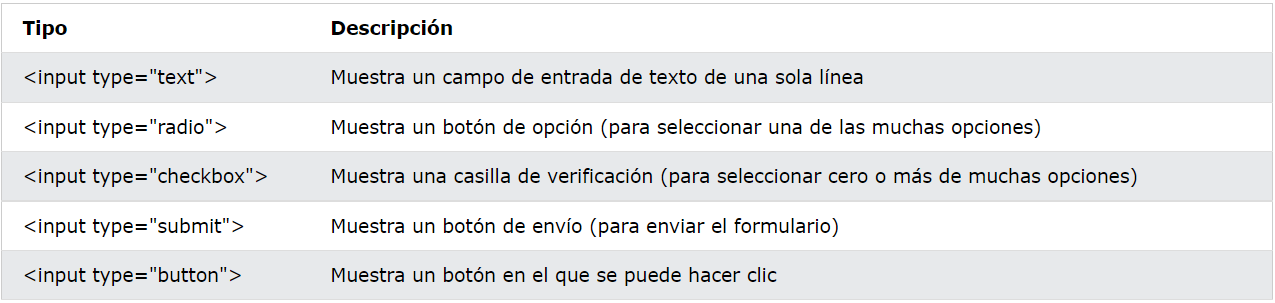 Tipo Descripción
<input type="text"> Muestra un campo de entrada de texto de una sola línea
<input type="radio"> Muestra un botón de opción (para seleccionar una de las muchas opciones)
<input type="checkbox"> Muestra una casilla de verificación (para seleccionar cero o más de muchas opciones)
<input type="submit"> Muestra un botón de envío (para enviar el formulario)
<input type="button"> Muestra un botón en el que se puede hacer clic